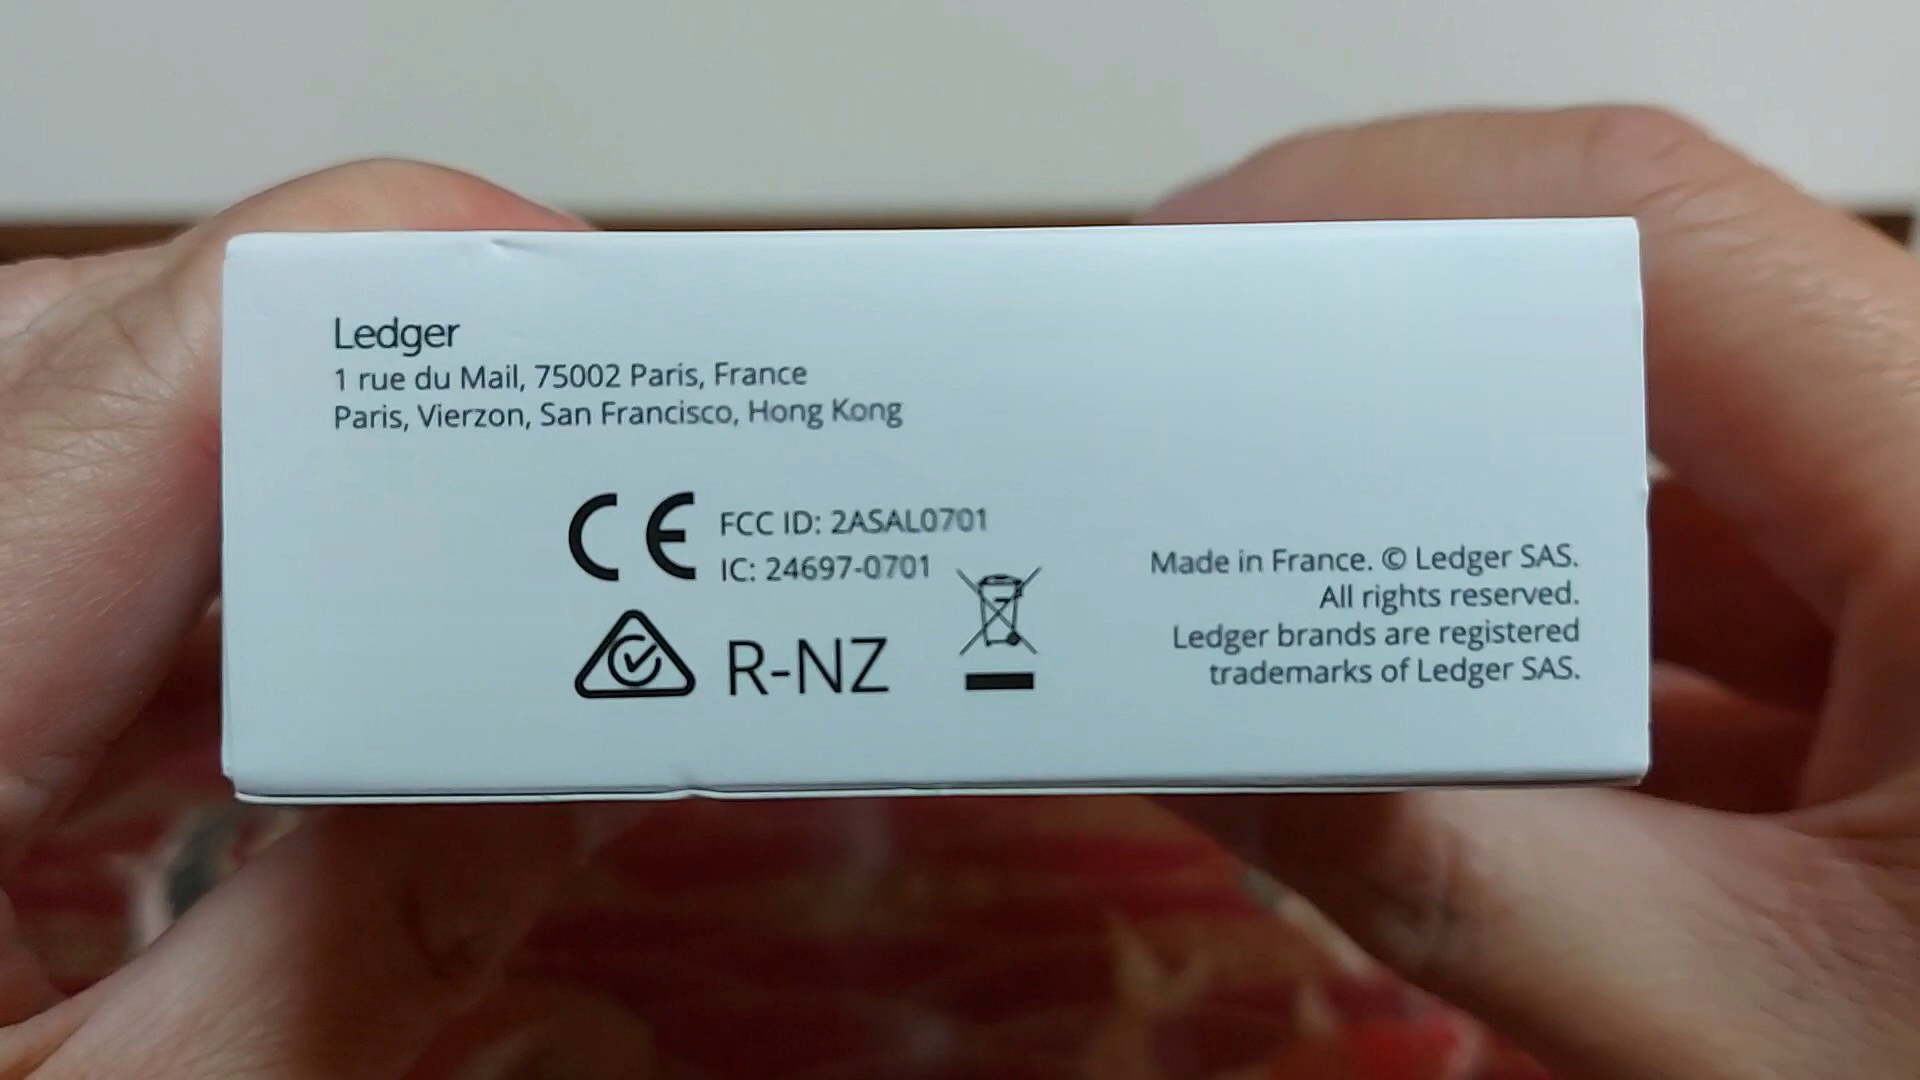 Ledger
1 rue du Mail, 75002 Paris, France
Paris, Vierzon, San Francisco, Hong Kong
CE FCC ID: 2ASAL0701
IC: 24697-0701
R-NZ
Made in France. © Ledger SAS.
All rights reserved.
Ledger brands are registered
trademarks of Ledger SAS.